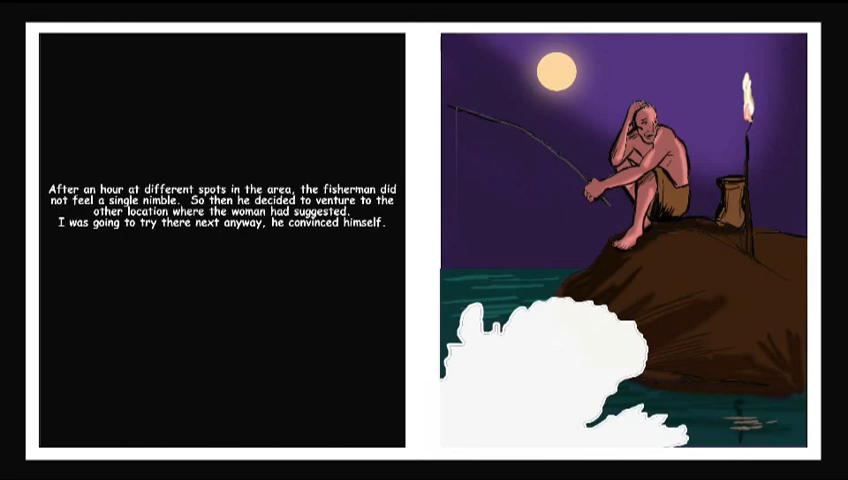 After an hour at different spots in the area, the fisherman did
not feel a single nimble. So then he decided to venture to the
other location where the woman had suggested.
I was going to try there next anyway, he convinced himself.